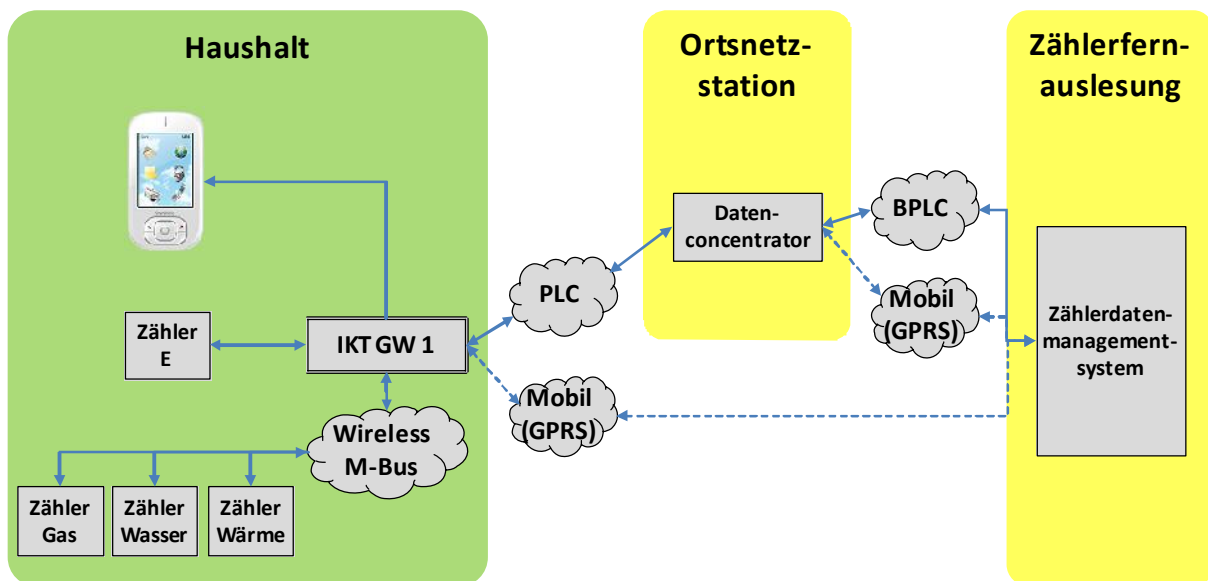 Haushalt
Ortsnetz-
station
Zählerfern-
auslesung
Daten-
concentrator
BPLC
PLC
Mobil
(GPRS)
Zählerdaten-
management-
system
Zähler
E
IKT GW 1
Mobil
(GPRS)
Wireless
M-Bus
Zähler
Gas
Zähler
Wasser
Zähler
Wärme